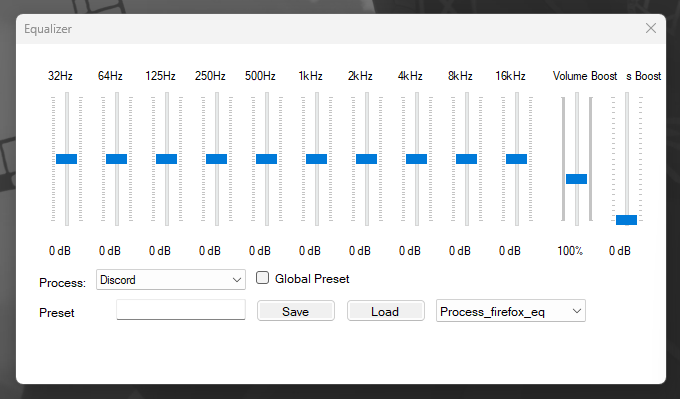 Equalizer
32Hz 64Hz 125Hz 250Hz 500Hz 1kHz 2kHz 4kHz 8kHz 16kHz Volume Boost s Boost
0 dB 0 dB 0 dB 0 dB 0 dB 0 dB 0 dB 0 dB 0 dB 0 dB 100% 0 dB
Process: Discord Global Preset
Preset Save Load Process_firefox_eq